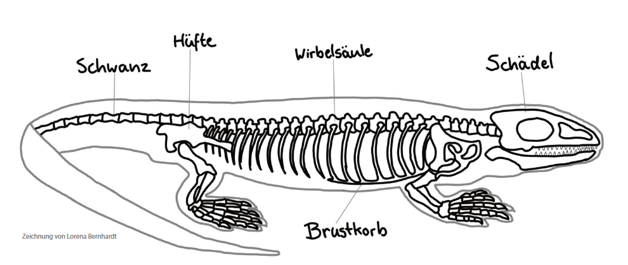 Hüfte
Wirbelsäule
Schwanz
Schädel
Brustkorb
Zeichnung von Lorena Bernhardt